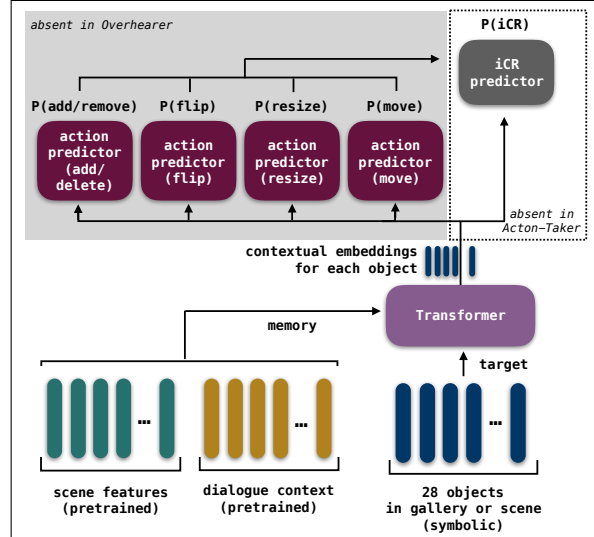 absent in Overhearer
P(iCR)
iCR
predictor
P(add/remove)
P(flip)
P(resize)
P(move)
action
predictor
(add/
delete)
action
predictor
(flip)
action
predictor
(resize)
action
predictor
(move)
absent in
Acton-Taker
contextual embeddings
for each object
Transformer
memory
target
...
...
...
scene features
(pretrained)
dialogue context
(pretrained)
28 objects
in gallery or scene
(symbolic)